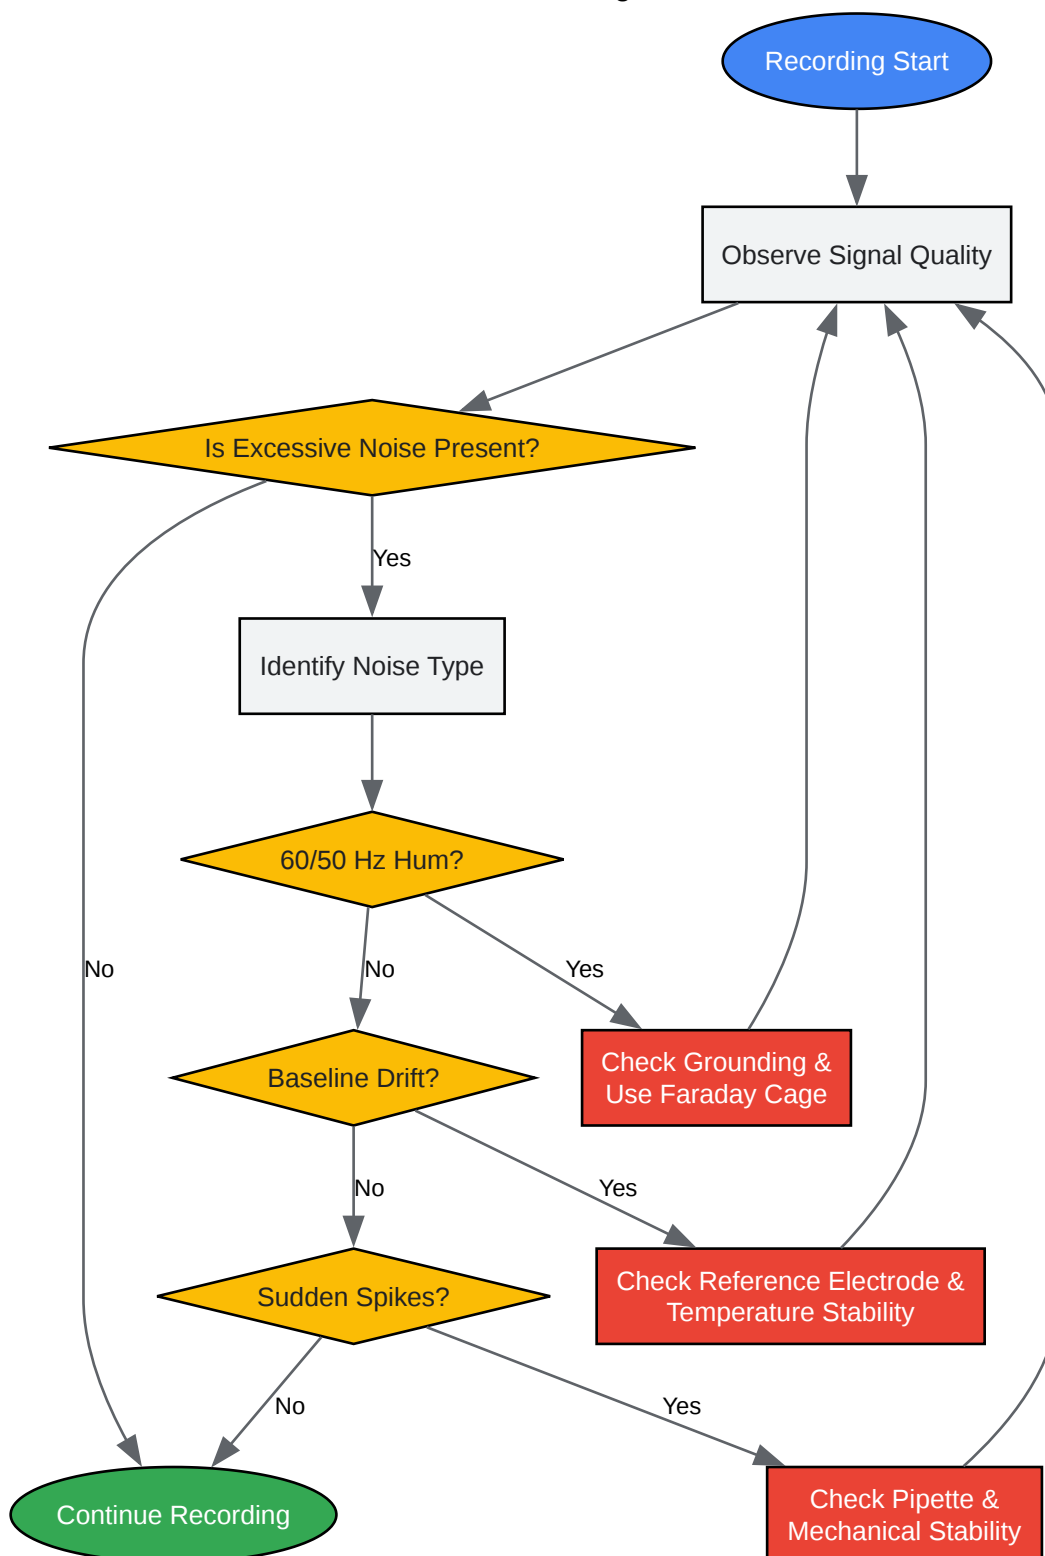 Recording Start
Observe Signal Quality
Is Excessive Noise Present?
Yes
Identify Noise Type
60/50 Hz Hum?
No
No
Yes
Check Grounding &
Use Faraday Cage
Baseline Drift?
No
Yes
Check Reference Electrode &
Temperature Stability
Sudden Spikes?
No
Yes
Continue Recording
Check Pipette &
Mechanical Stability